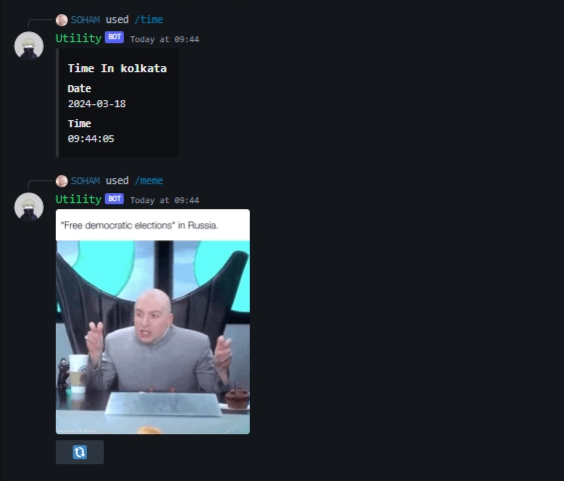 SOHAM used /time
Utility BOT Today at 09:44
Time In kolkata
Date
2024-03-18
Time
09:44:05
SOHAM used /meme
Utility BOT Today at 09:44
"Free democratic elections" in Russia.